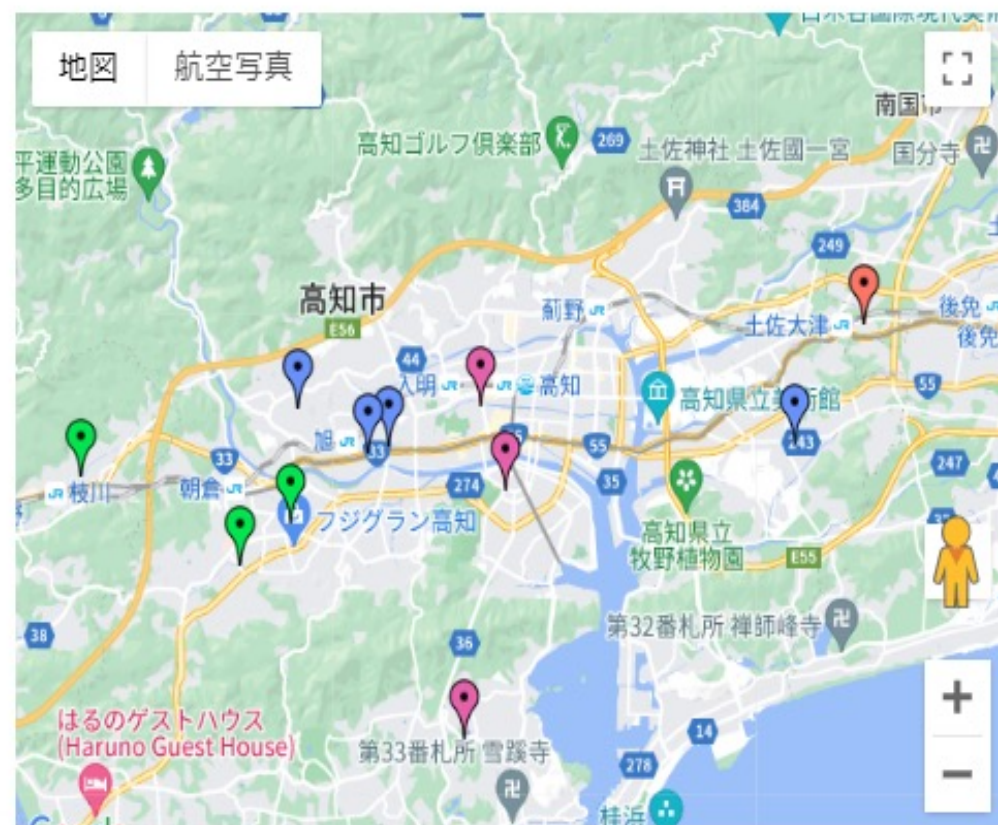 地図
航空写真
南国市
高知ゴルフ倶楽部
269
土佐神社 土佐國一宮
国分寺
平運動公園
多目的広場
384
249
高知市
E56
薊野 JR
土佐大津 JR
後免
後免
44
入明 JR
JR 高知
55
高知県立美術館
旭 JR
33
33
55
243
247
JR 枝川
朝倉 JR
274
35
フジグラン高知
高知県立
牧野植物園
E55
38
36
第32番札所 禅師峰寺
はるのゲストハウス
(Haruno Guest House)
第33番札所 雪蹊寺
14
278
桂浜